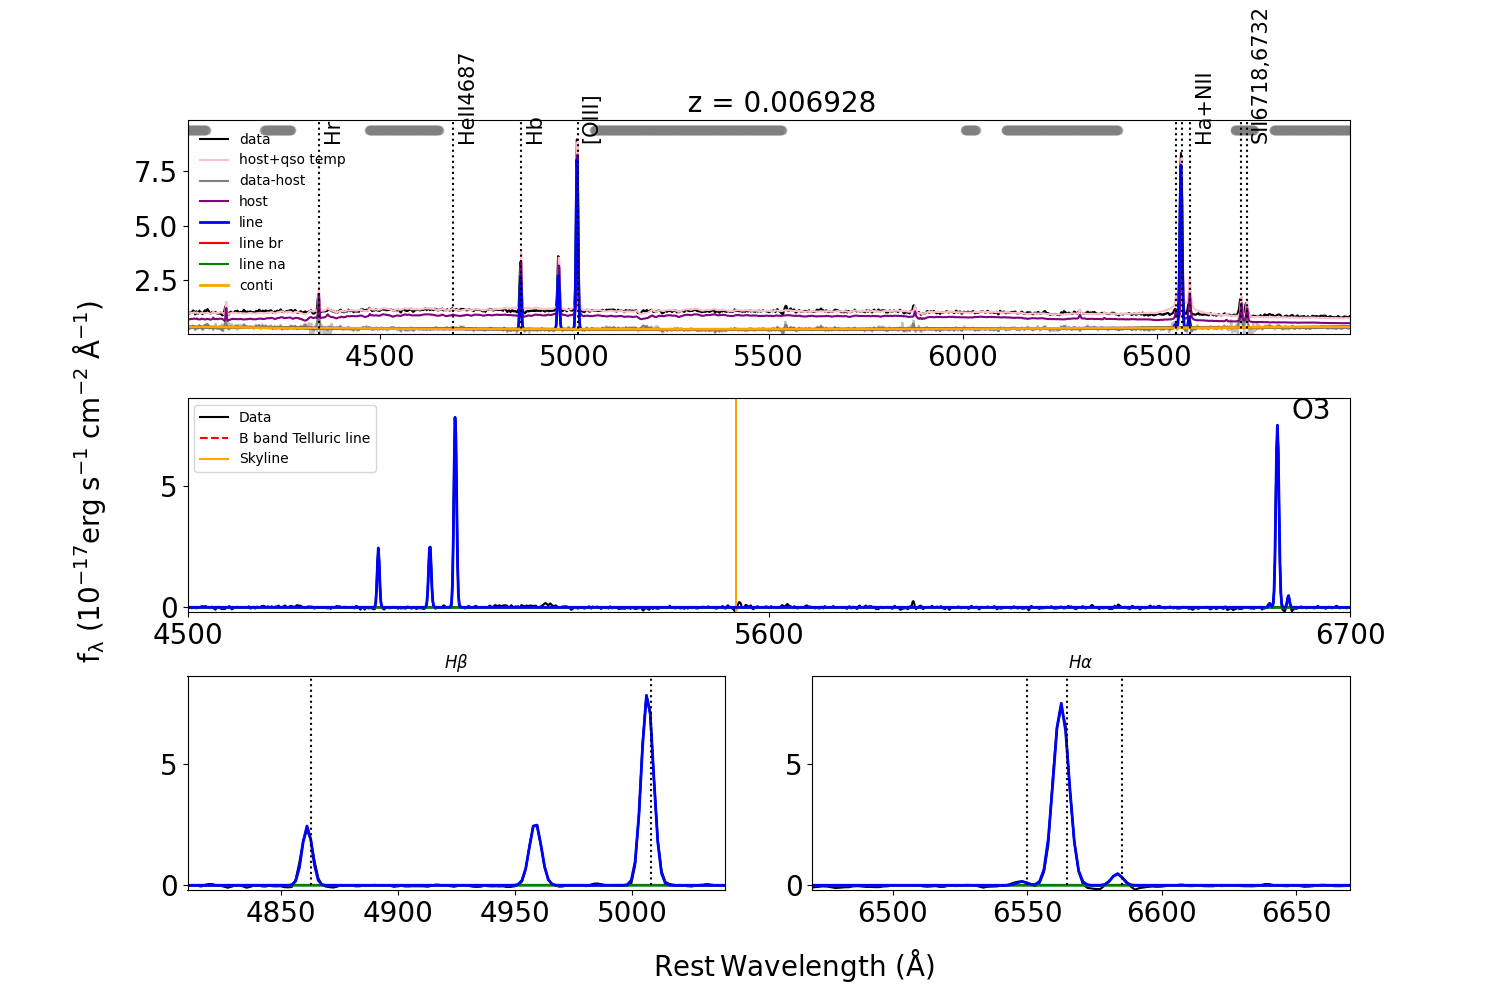 z = 0.006928
Hr
HeII4687
Hb
[OIII]
Ha+NII
SII6718,6732
data
host+qso temp
data-host
host
line
line br
line na
conti
7.5
5.0
2.5
4500 5000 5500 6000 6500
fλ (10⁻¹⁷erg s⁻¹ cm⁻² Å⁻¹)
O3
Data
B band Telluric line
Skyline
5
0
4500 5600 6700
Hβ
5
0
4850 4900 4950 5000
Hα
5
0
6500 6550 6600 6650
Rest Wavelength (Å)